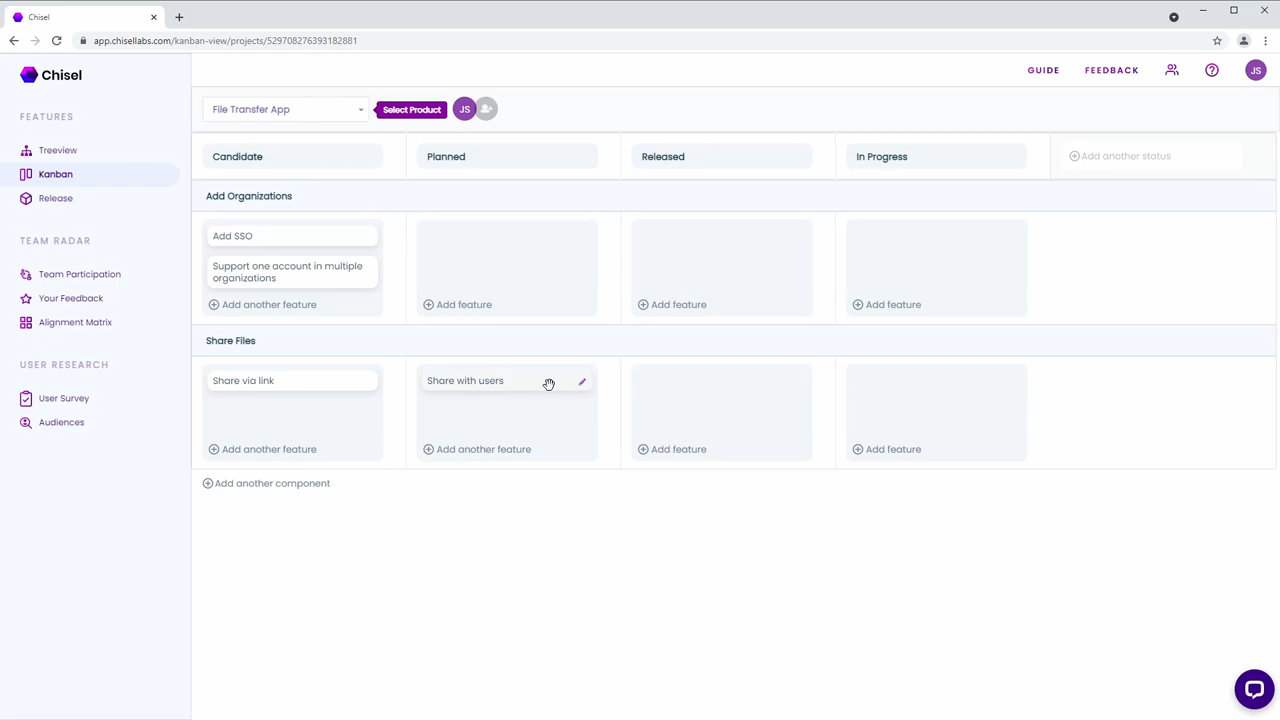 Chisel
app.chisellabs.com/kanban-view/projects/529708276393182881
Chisel
GUIDE
FEEDBACK
JS
FEATURES
Treeview
Kanban
Release
TEAM RADAR
Team Participation
Your Feedback
Alignment Matrix
USER RESEARCH
User Survey
Audiences
File Transfer App
Select Product
JS
Candidate
Planned
Released
In Progress
Add another status
Add Organizations
Add SSO
Support one account in multiple
organizations
Add another feature
Add feature
Add feature
Add feature
Share Files
Share via link
Share with users
Add another feature
Add another feature
Add feature
Add feature
Add another component